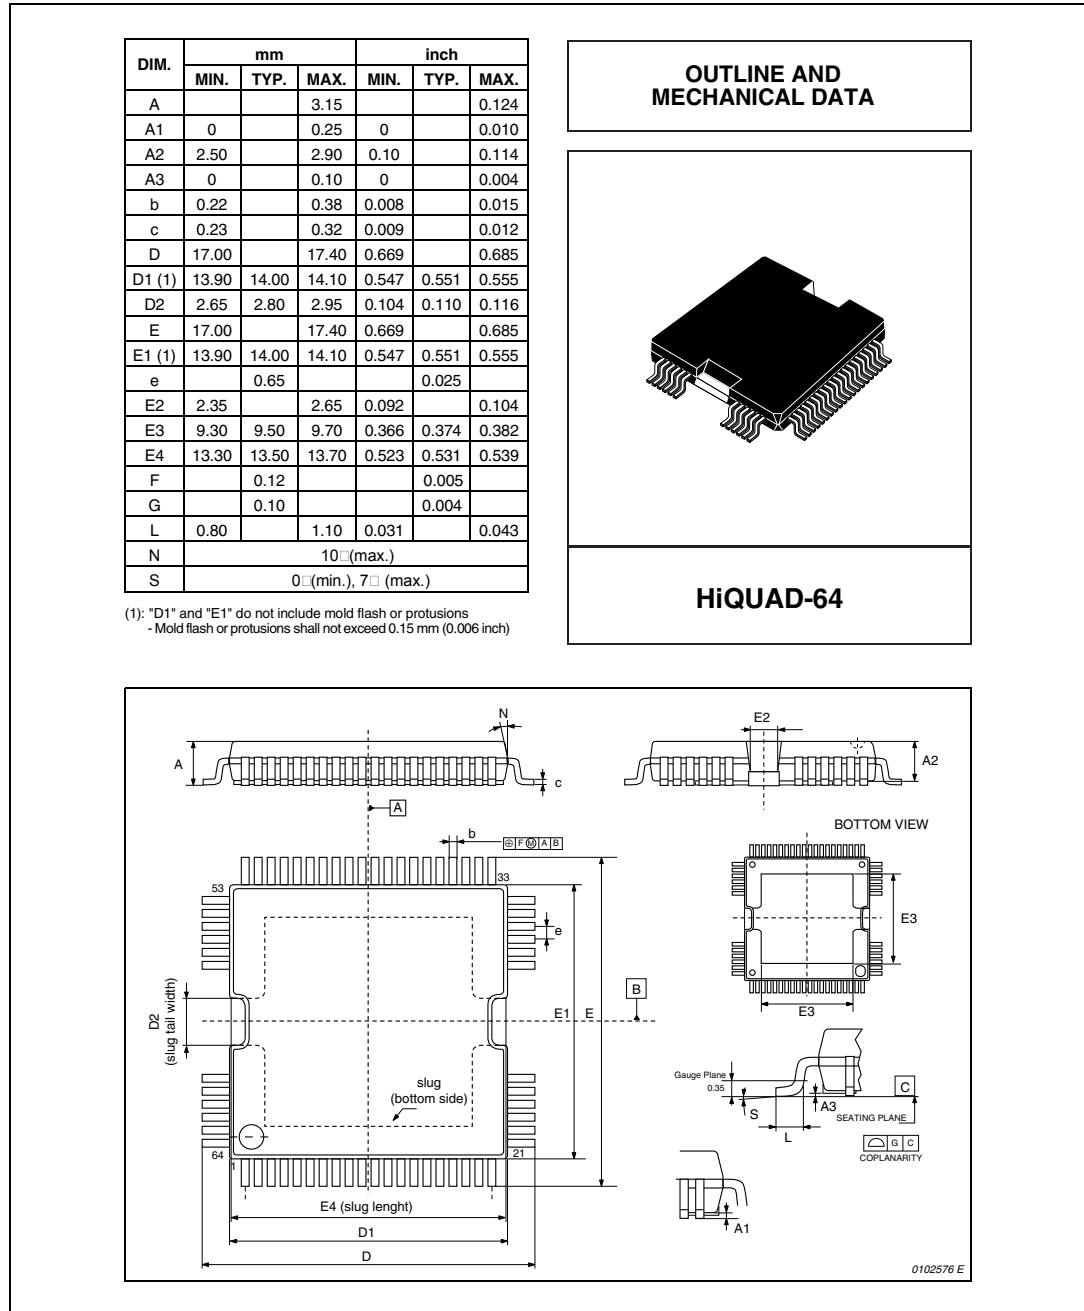 DIM. mm inch
MIN. TYP. MAX. MIN. TYP. MAX.
A 3.15 0.124
A1 0 0.25 0 0.010
A2 2.50 2.90 0.10 0.114
A3 0 0.10 0 0.004
b 0.22 0.38 0.008 0.015
c 0.23 0.32 0.009 0.012
D 17.00 17.40 0.669 0.685
D1 (1) 13.90 14.00 14.10 0.547 0.551 0.555
D2 2.65 2.80 2.95 0.104 0.110 0.116
E 17.00 17.40 0.669 0.685
E1 (1) 13.90 14.00 14.10 0.547 0.551 0.555
e 0.65 0.025
E2 2.35 2.65 0.092 0.104
E3 9.30 9.50 9.70 0.366 0.374 0.382
E4 13.30 13.50 13.70 0.523 0.531 0.539
F 0.12 0.005
G 0.10 0.004
L 0.80 1.10 0.031 0.043
N 10□(max.)
S 0□(min.), 7□ (max.)
(1): "D1" and "E1" do not include mold flash or protusions
- Mold flash or protusions shall not exceed 0.15 mm (0.006 inch)
OUTLINE AND
MECHANICAL DATA
HiQUAD-64
N
A
c
A
E2
A2
BOTTOM VIEW
b
⊕ F Ⓜ A B
53
33
e
E3
E3
B
E1
E
D2
(slug tail width)
slug
(bottom side)
64
1
21
E4 (slug lenght)
D1
D
Gauge Plane
0.35
S
L
A3
C
SEATING PLANE
G C
COPLANARITY
A1
0102576 E